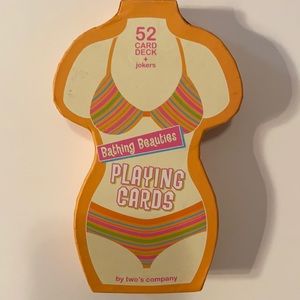 52
CARD
DECK
+
jokers
Bathing Beauties
PLAYING
CARDS
by two's company